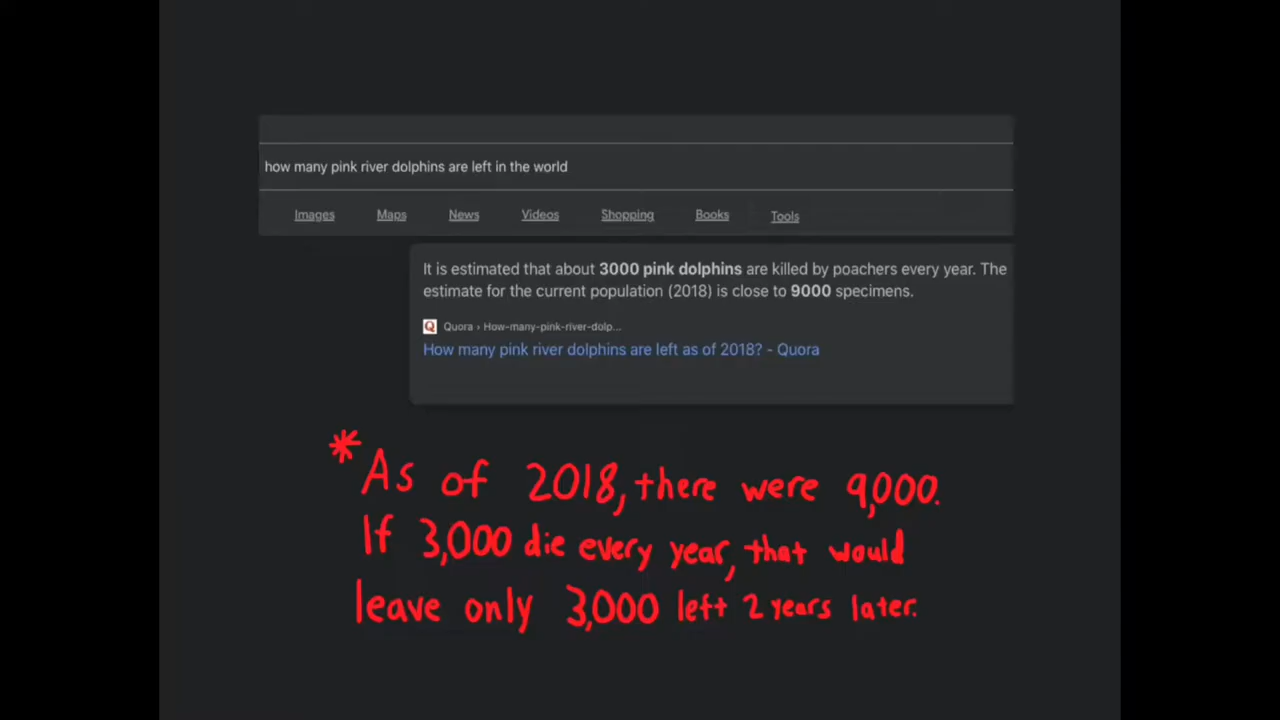 how many pink river dolphins are left in the world
Images Maps News Videos Shopping Books Tools
It is estimated that about 3000 pink dolphins are killed by poachers every year. The
estimate for the current population (2018) is close to 9000 specimens.
Quora › How-many-pink-river-dolp...
How many pink river dolphins are left as of 2018? - Quora
*As of 2018, there were 9,000.
If 3,000 die every year, that would
leave only 3,000 left 2 years later.